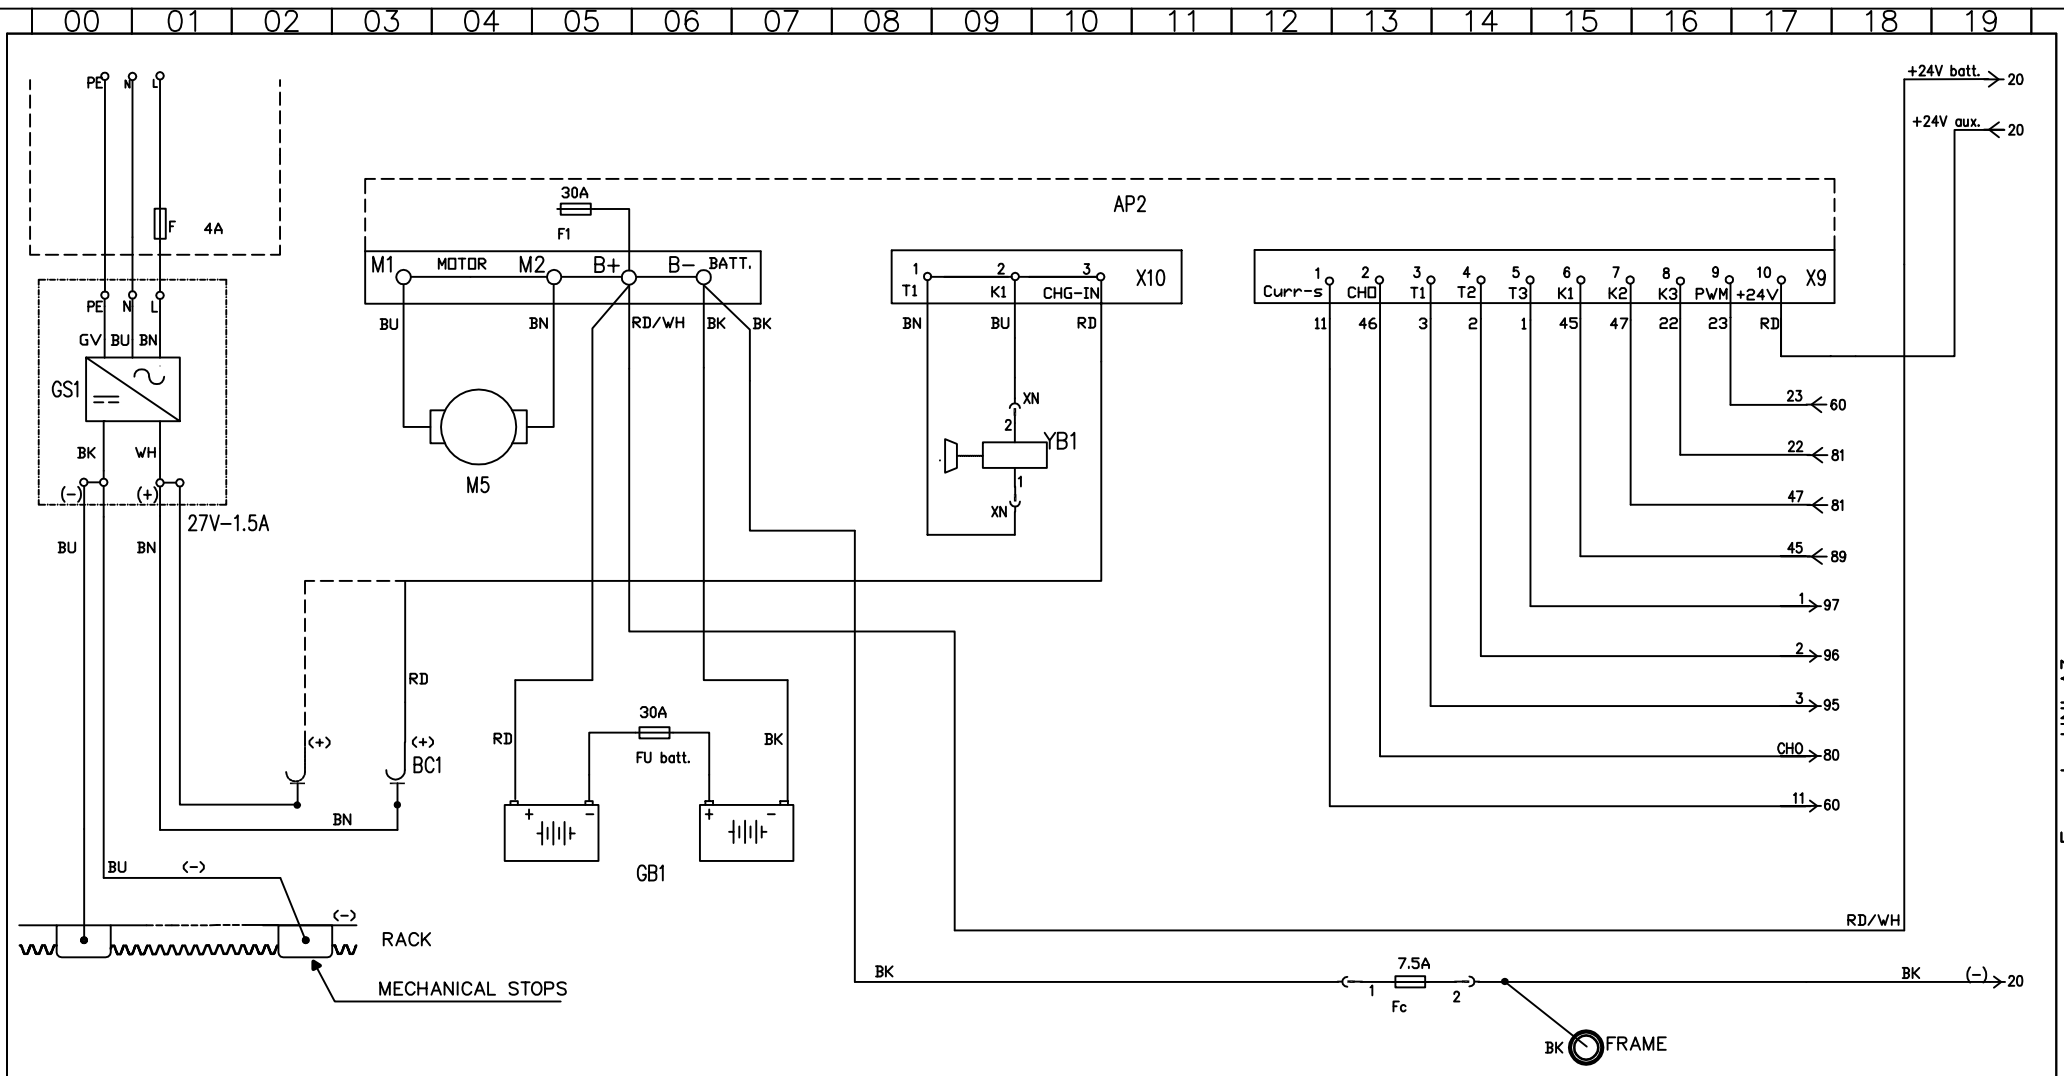 00 01 02 03 04 05 06 07 08 09 10 11 12 13 14 15 16 17 18 19
+24V batt. 20
PE N L
+24V aux. 20
30A
AP2
F 4A
F1
M1 MOTOR M2 B+ B- BATT.
1 2 3 X10
T1 K1 CHG-IN
1 2 3 4 5 6 7 8 9 10 X9
Curr-s CHO T1 T2 T3 K1 K2 K3 PWM +24V
PE N L
BU BN RD/WH BK BK
BN BU RD
11 46 3 2 1 45 47 22 23 RD
GV BU BN
GS1
XN
23 60
2
YB1
BK WH
22 81
M5
1
(-) (+)
XN
47 81
27V-1.5A
BU BN
45 89
1 97
2 96
RD
3 95
30A
RD BK
(+) (+)
FU batt.
CHO 80
BC1
11 60
BN
+ - + -
BU (-)
GB1
(-)
RD/WH
RACK
7.5A
BK
BK (-) 20
MECHANICAL STOPS
1 2
Fc
BK FRAME